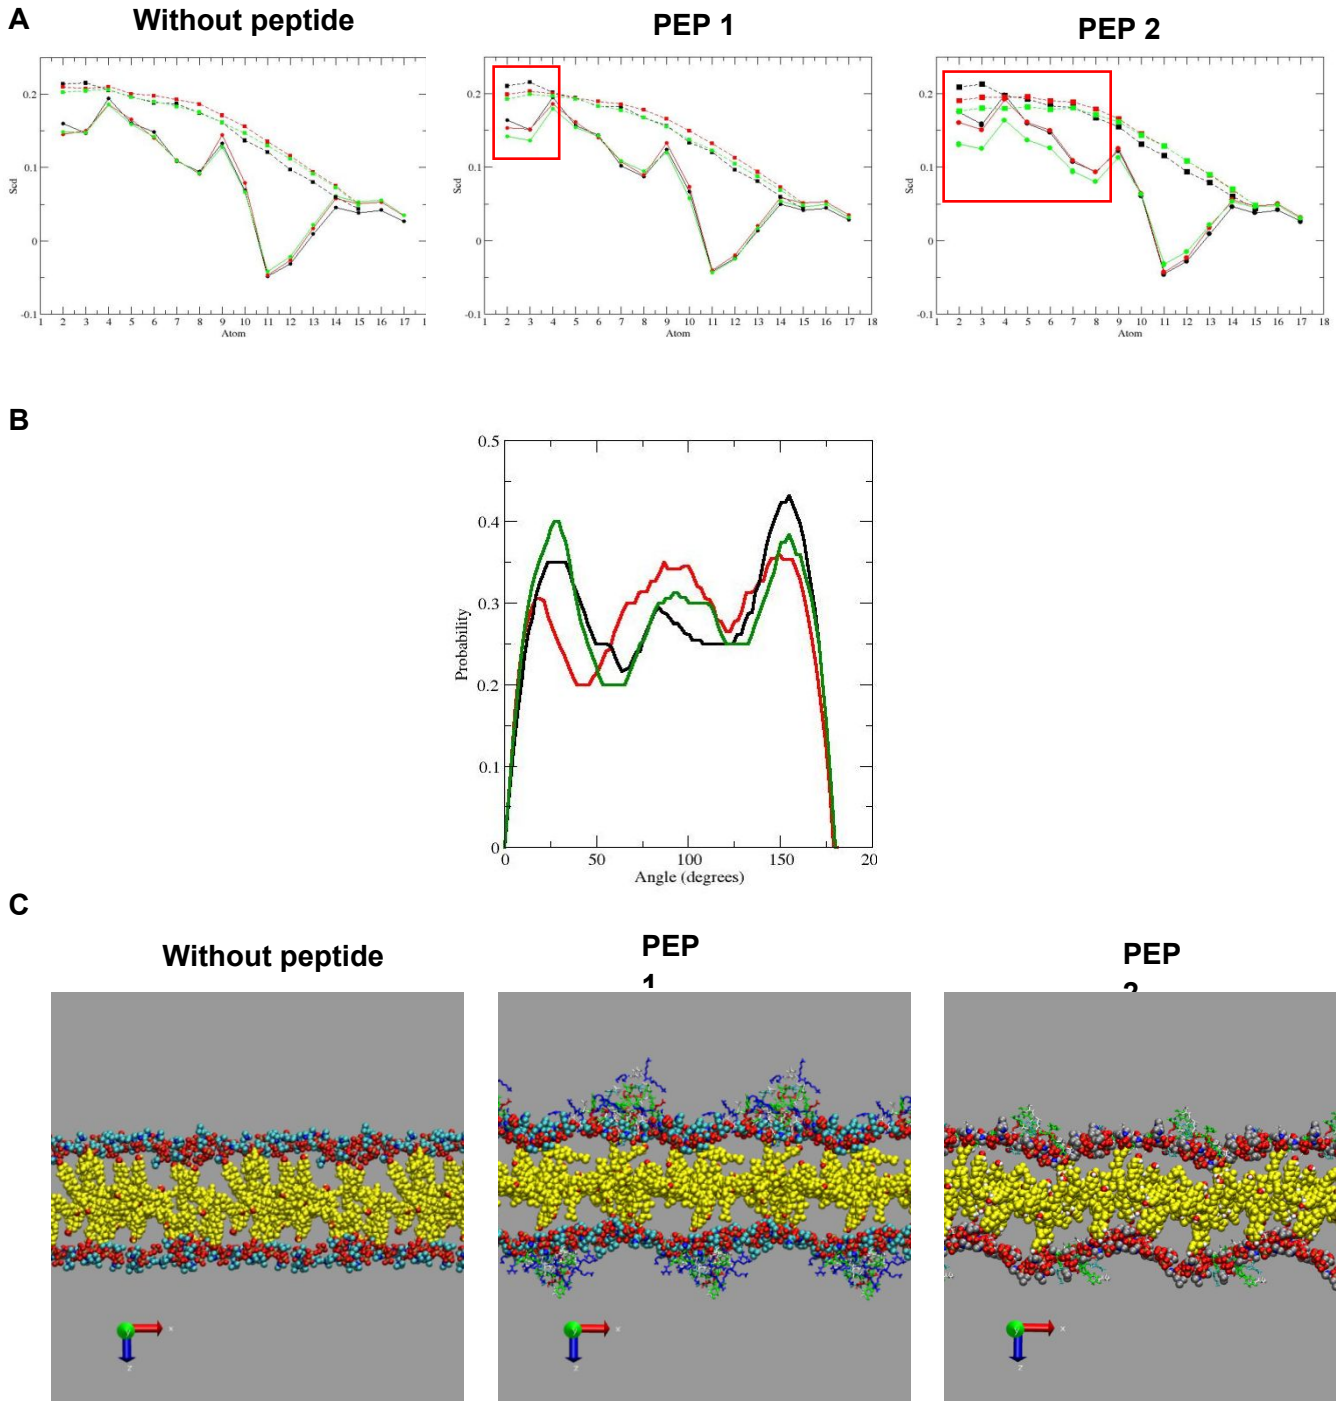 A
Without peptide
PEP 1
PEP 2
0.2
0.1
0
-0.1
Scd
1 2 3 4 5 6 7 8 9 10 11 12 13 14 15 16 17 1
Atom
0.2
0.1
0
-0.1
Scd
1 2 3 4 5 6 7 8 9 10 11 12 13 14 15 16 17 18
Atom
0.2
0.1
0
-0.1
Scd
1 2 3 4 5 6 7 8 9 10 11 12 13 14 15 16 17 18
Atom
B
0.5
0.4
0.3
0.2
0.1
0
Probability
0 50 100 150 20
Angle (degrees)
C
Without peptide
PEP
1
PEP
2
Y x
z
Y x
z
Y x
z